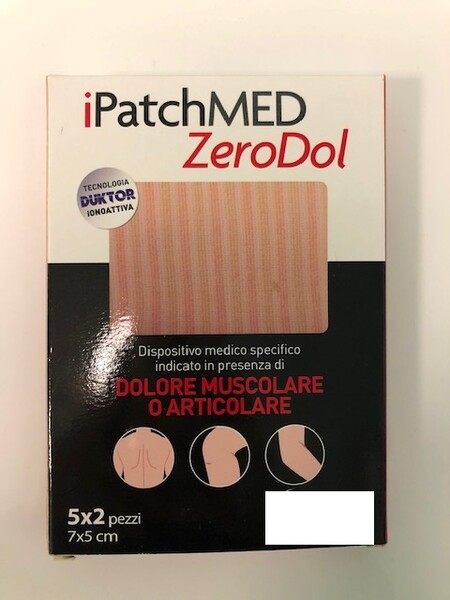 iPatchMED
ZeroDol
TECNOLOGIA
DUKTOR
IONOATTIVA
Dispositivo medico specifico
indicato in presenza di
DOLORE MUSCOLARE
O ARTICOLARE
5x2 pezzi
7x5 cm